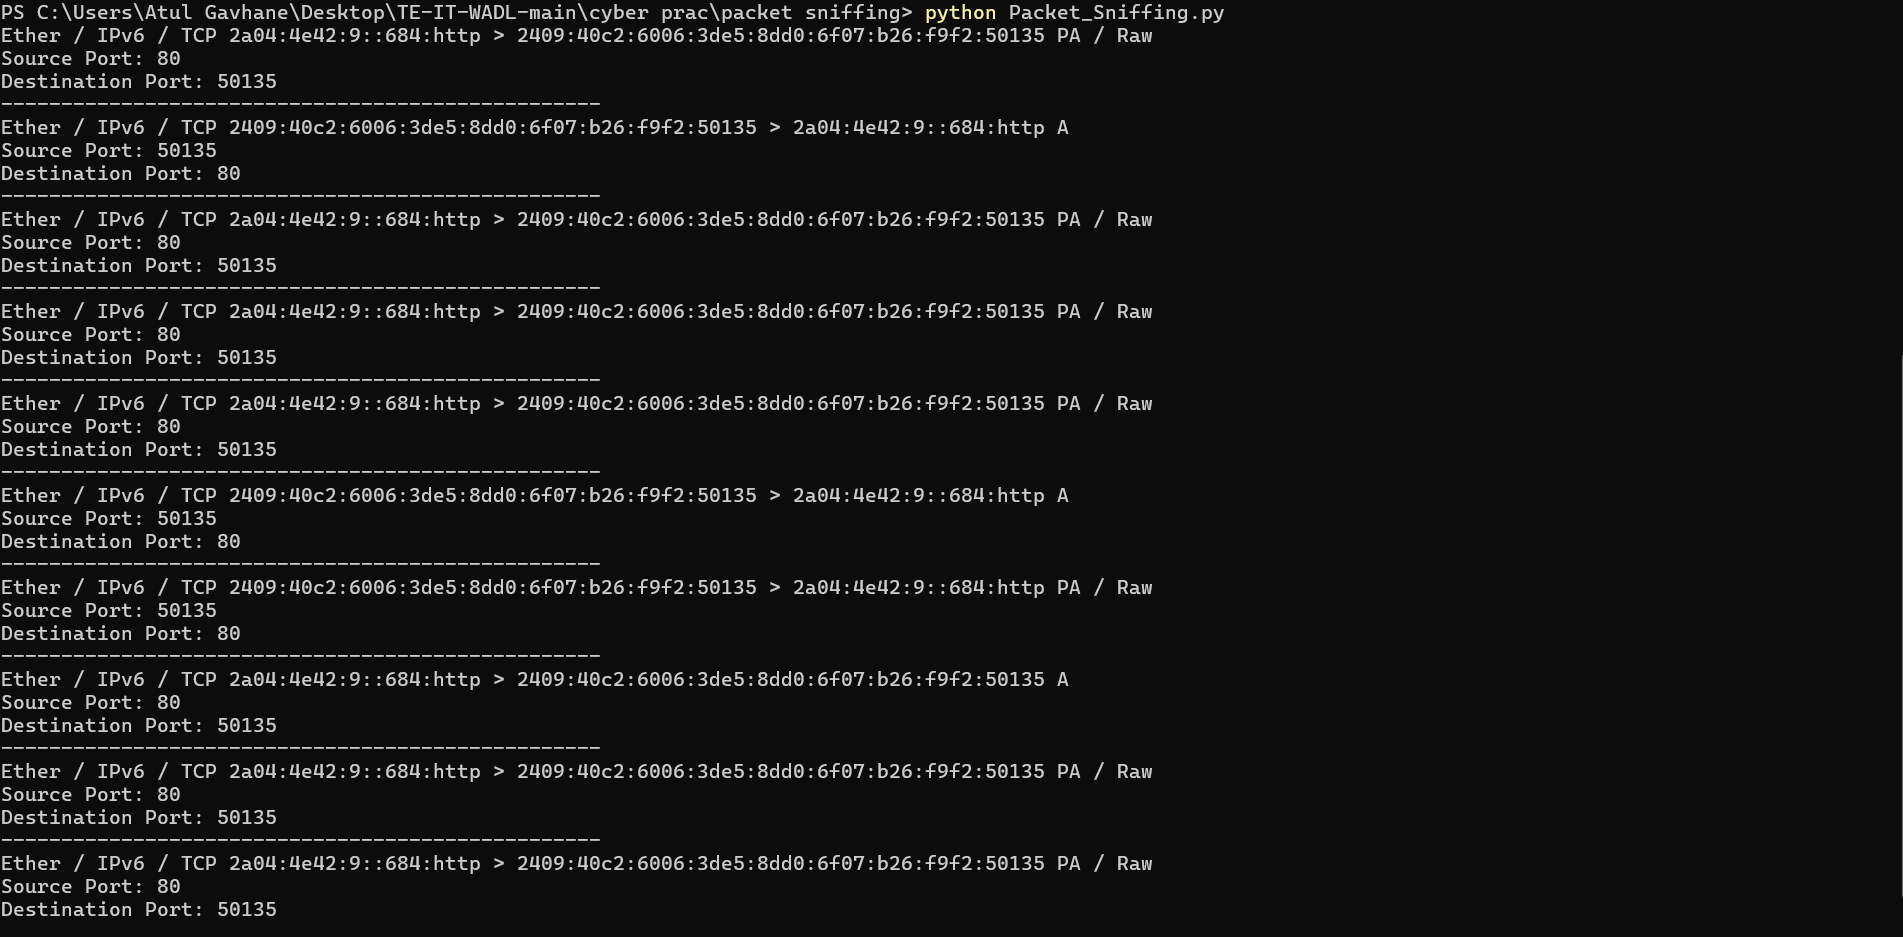 PS C:\Users\Atul Gavhane\Desktop\TE-IT-WADL-main\cyber prac\packet sniffing> python Packet_Sniffing.py
Ether / IPv6 / TCP 2a04:4e42:9::684:http > 2409:40c2:6006:3de5:8dd0:6f07:b26:f9f2:50135 PA / Raw
Source Port: 80
Destination Port: 50135
--------------------------------------------------
Ether / IPv6 / TCP 2409:40c2:6006:3de5:8dd0:6f07:b26:f9f2:50135 > 2a04:4e42:9::684:http A
Source Port: 50135
Destination Port: 80
--------------------------------------------------
Ether / IPv6 / TCP 2a04:4e42:9::684:http > 2409:40c2:6006:3de5:8dd0:6f07:b26:f9f2:50135 PA / Raw
Source Port: 80
Destination Port: 50135
--------------------------------------------------
Ether / IPv6 / TCP 2a04:4e42:9::684:http > 2409:40c2:6006:3de5:8dd0:6f07:b26:f9f2:50135 PA / Raw
Source Port: 80
Destination Port: 50135
--------------------------------------------------
Ether / IPv6 / TCP 2a04:4e42:9::684:http > 2409:40c2:6006:3de5:8dd0:6f07:b26:f9f2:50135 PA / Raw
Source Port: 80
Destination Port: 50135
--------------------------------------------------
Ether / IPv6 / TCP 2409:40c2:6006:3de5:8dd0:6f07:b26:f9f2:50135 > 2a04:4e42:9::684:http A
Source Port: 50135
Destination Port: 80
--------------------------------------------------
Ether / IPv6 / TCP 2409:40c2:6006:3de5:8dd0:6f07:b26:f9f2:50135 > 2a04:4e42:9::684:http PA / Raw
Source Port: 50135
Destination Port: 80
--------------------------------------------------
Ether / IPv6 / TCP 2a04:4e42:9::684:http > 2409:40c2:6006:3de5:8dd0:6f07:b26:f9f2:50135 A
Source Port: 80
Destination Port: 50135
--------------------------------------------------
Ether / IPv6 / TCP 2a04:4e42:9::684:http > 2409:40c2:6006:3de5:8dd0:6f07:b26:f9f2:50135 PA / Raw
Source Port: 80
Destination Port: 50135
--------------------------------------------------
Ether / IPv6 / TCP 2a04:4e42:9::684:http > 2409:40c2:6006:3de5:8dd0:6f07:b26:f9f2:50135 PA / Raw
Source Port: 80
Destination Port: 50135